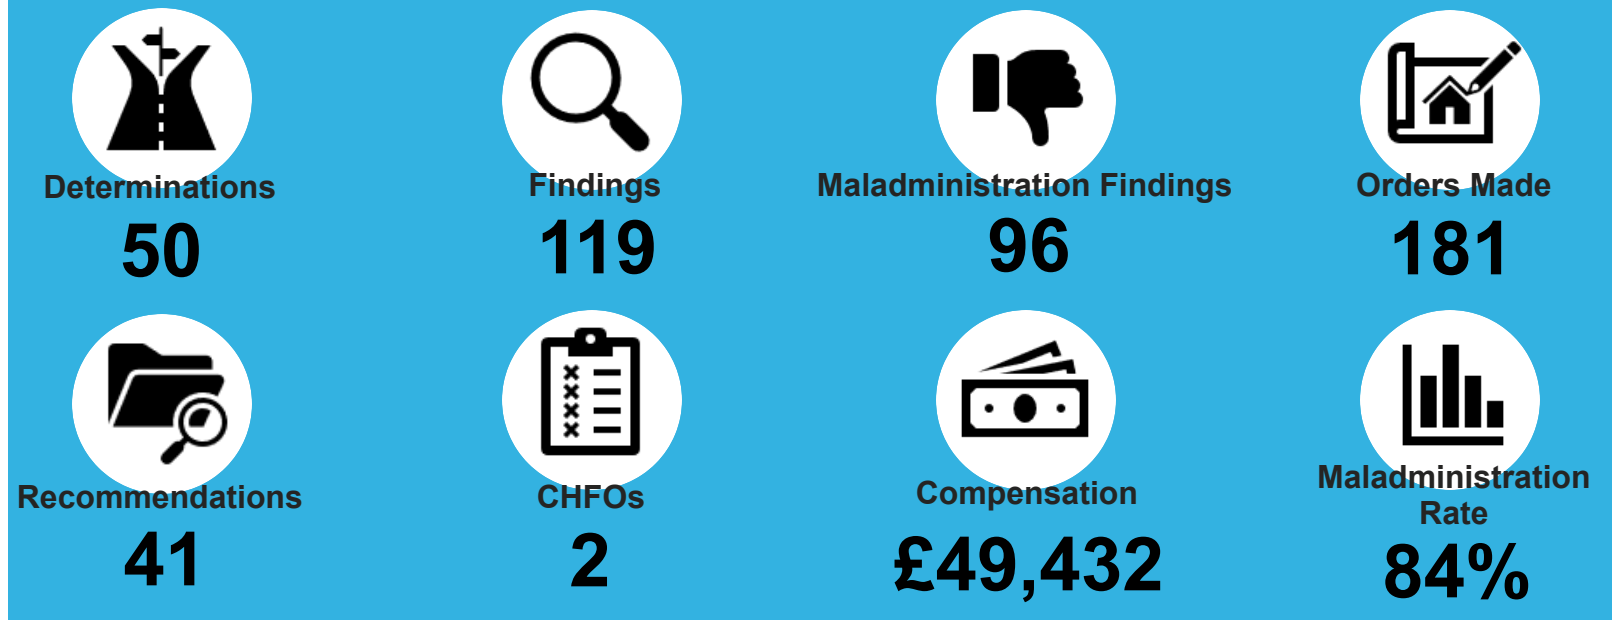 Determinations
50
Findings
119
Maladministration Findings
96
Orders Made
181
Recommendations
41
CHFOs
2
Compensation
£49,432
Maladministration
Rate
84%